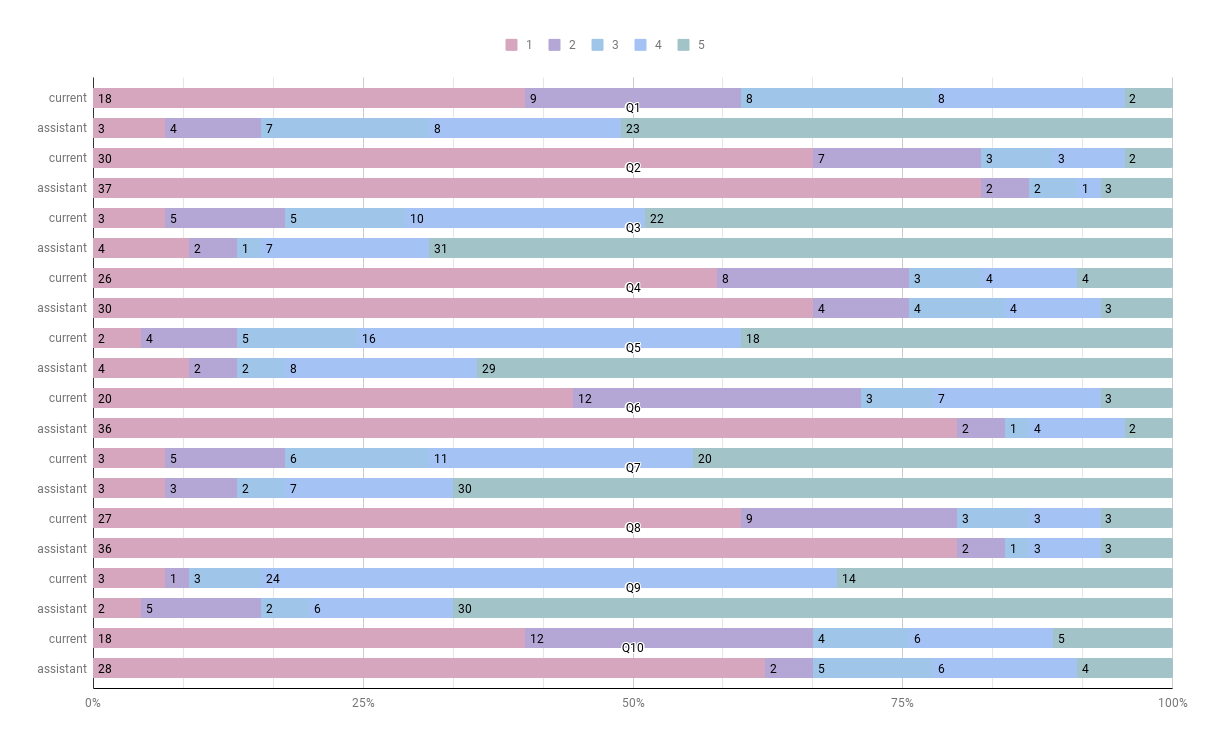 1 2 3 4 5
current 18 9 8 8 2
Q1
assistant 3 4 7 8 23
current 30 7 3 3 2
Q2
assistant 37 2 2 1 3
current 3 5 5 10 22
Q3
assistant 4 2 1 7 31
current 26 8 3 4 4
Q4
assistant 30 4 4 4 3
current 2 4 5 16 18
Q5
assistant 4 2 2 8 29
current 20 12 3 7 3
Q6
assistant 36 2 1 4 2
current 3 5 6 11 20
Q7
assistant 3 3 2 7 30
current 27 9 3 3 3
Q8
assistant 36 2 1 3 3
current 3 1 3 24 14
Q9
assistant 2 5 2 6 30
current 18 12 4 6 5
Q10
assistant 28 2 5 6 4
0% 25% 50% 75% 100%